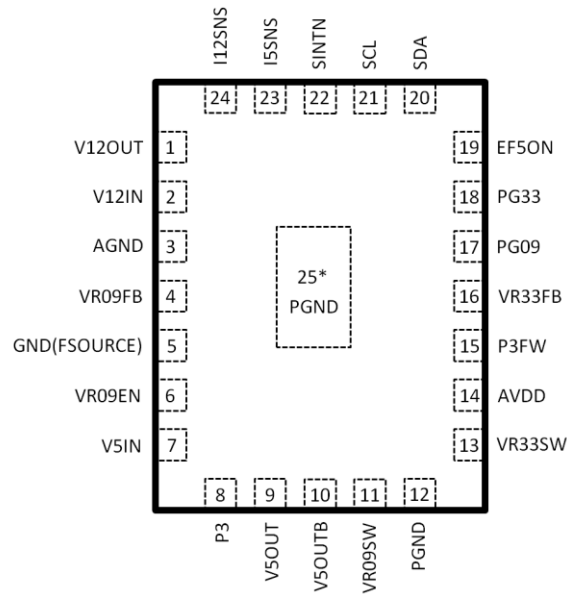 I12SNS
I5SNS
SINTN
SCL
SDA
24
23
22
21
20
V12OUT 1
19 EF5ON
V12IN 2
18 PG33
AGND 3
17 PG09
25*
PGND
VR09FB 4
16 VR33FB
GND(FSOURCE) 5
15 P3FW
VR09EN 6
14 AVDD
V5IN 7
13 VR33SW
8
9
10
11
12
P3
V5OUT
V5OUTB
VR09SW
PGND